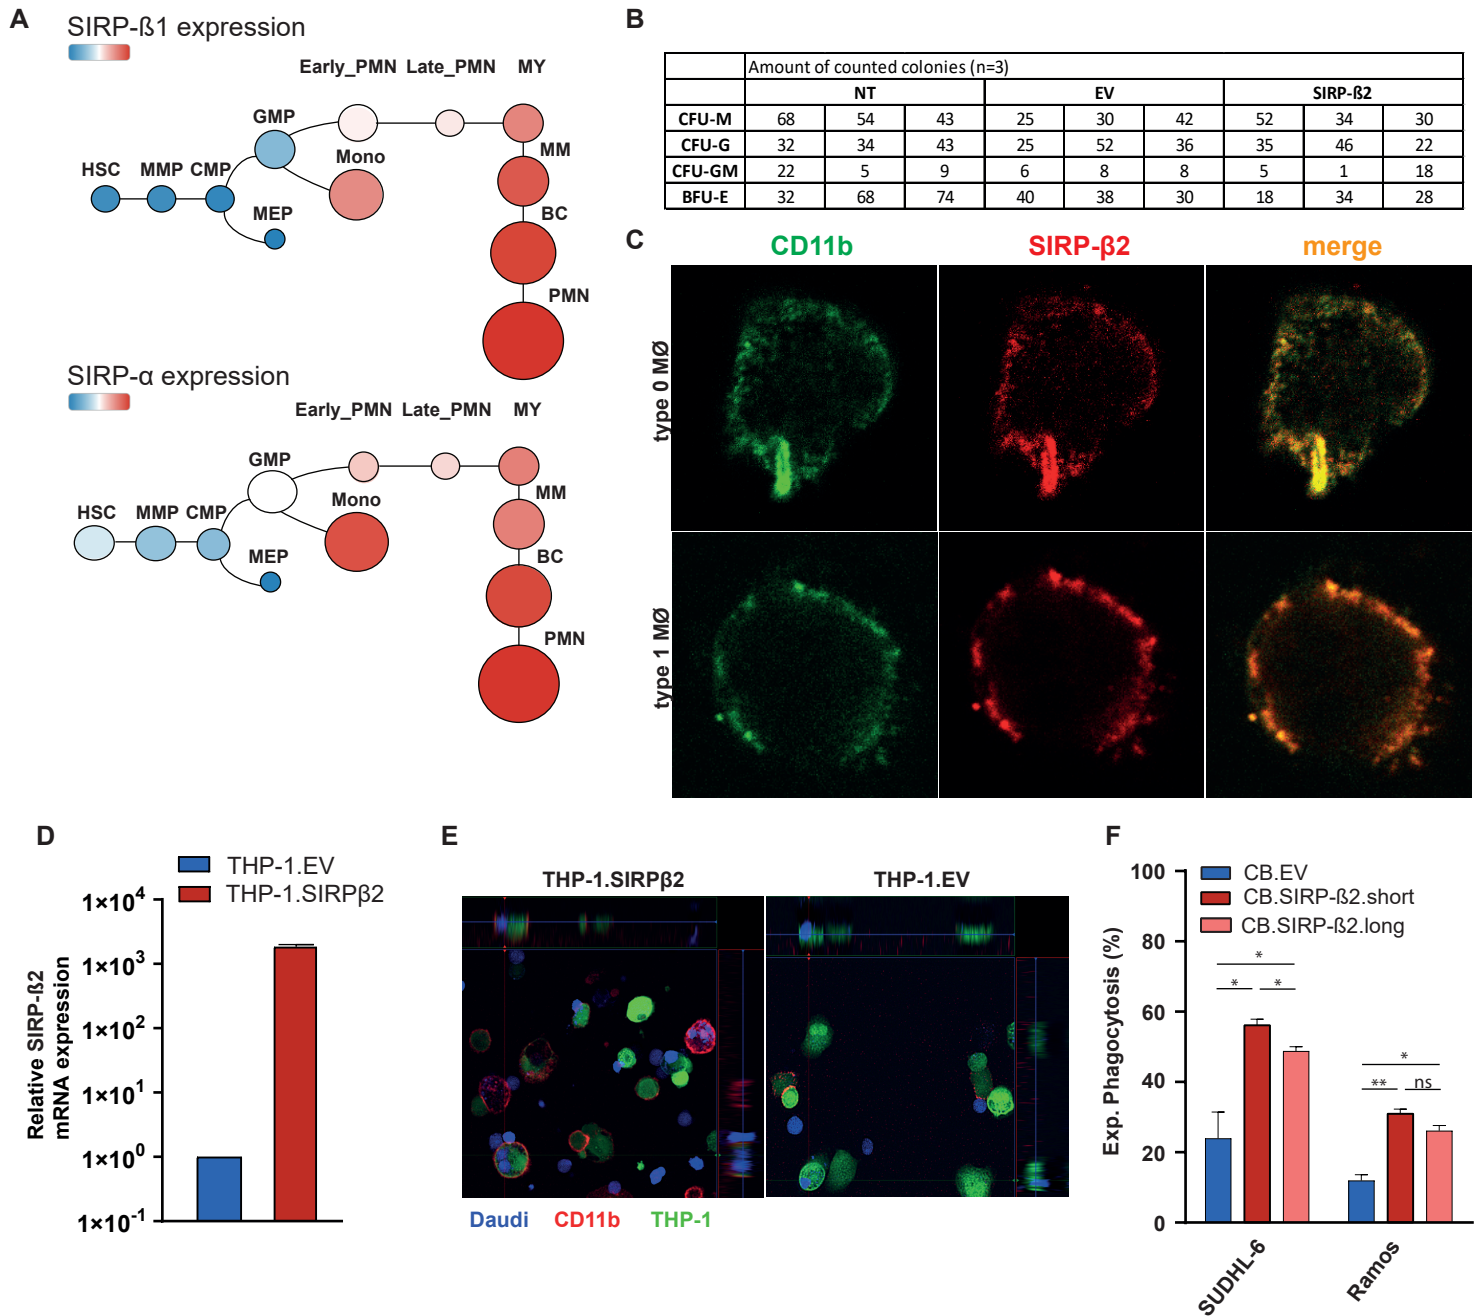 A
SIRP-ß1 expression
Early_PMN Late_PMN MY
GMP
MM
Mono
HSC MMP CMP
MEP
BC
PMN
SIRP-α expression
Early_PMN Late_PMN MY
GMP
MM
Mono
HSC MMP CMP
MEP
BC
PMN
B
Amount of counted colonies (n=3)
NT EV SIRP-ß2
CFU-M 68 54 43 25 30 42 52 34 30
CFU-G 32 34 43 25 52 36 35 46 22
CFU-GM 22 5 9 6 8 8 5 1 18
BFU-E 32 68 74 40 38 30 18 34 28
C
CD11b SIRP-β2 merge
type 0 MØ
type 1 MØ
D
THP-1.EV
THP-1.SIRPβ2
Relative SIRP-ß2
mRNA expression
1×10⁴
1×10³
1×10²
1×10¹
1×10⁰
1×10⁻¹
E
THP-1.SIRPβ2 THP-1.EV
Daudi CD11b THP-1
F
CB.EV
CB.SIRP-ß2.short
CB.SIRP-ß2.long
Exp. Phagocytosis (%)
100
80
60
40
20
0
*
* *
*
** ns
SUDHL-6
Ramos